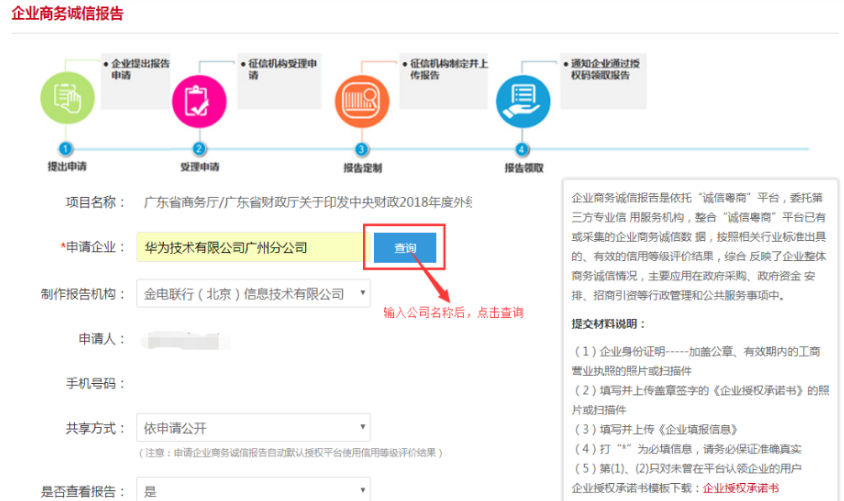 企业商务诚信报告
• 企业提出报告
申请
• 征信机构受理申
请
• 征信机构制定并上
传报告
• 通知企业通过授
权码领取报告
1
2
3
4
提出申请
受理申请
报告定制
报告领取
项目名称： 广东省商务厅/广东省财政厅关于印发中央财政2018年度外经
*申请企业： 华为技术有限公司广州分公司 查询
制作报告机构： 金电联行（北京）信息技术有限公司
输入公司名称后，点击查询
申请人：
手机号码：
共享方式： 依申请公开
（注意：申请企业商务诚信报告自动默认授权平台使用信用等级评价结果）
是否查看报告： 是
企业商务诚信报告是依托“诚信粤商”平台，委托第
三方专业信 用服务机构，整合“诚信粤商”平台已有
或采集的企业商务诚信数 据，按照相关行业标准出具
的、有效的信用等级评价结果，综合 反映了企业整体
商务诚信情况，主要应用在政府采购、政府资金 安
排、招商引资等行政管理和公共服务事项中。
提交材料说明：
（1）企业身份证明-----加盖公章、有效期内的工商
营业执照的照片或扫描件
（2）填写并上传盖章签字的《企业授权承诺书》的照
片或扫描件
（3）填写并上传《企业填报信息》
（4）打“*”为必填信息，请务必保证准确真实
（5）第(1)、(2)只对未曾在平台认领企业的用户
企业授权承诺书模板下载：企业授权承诺书